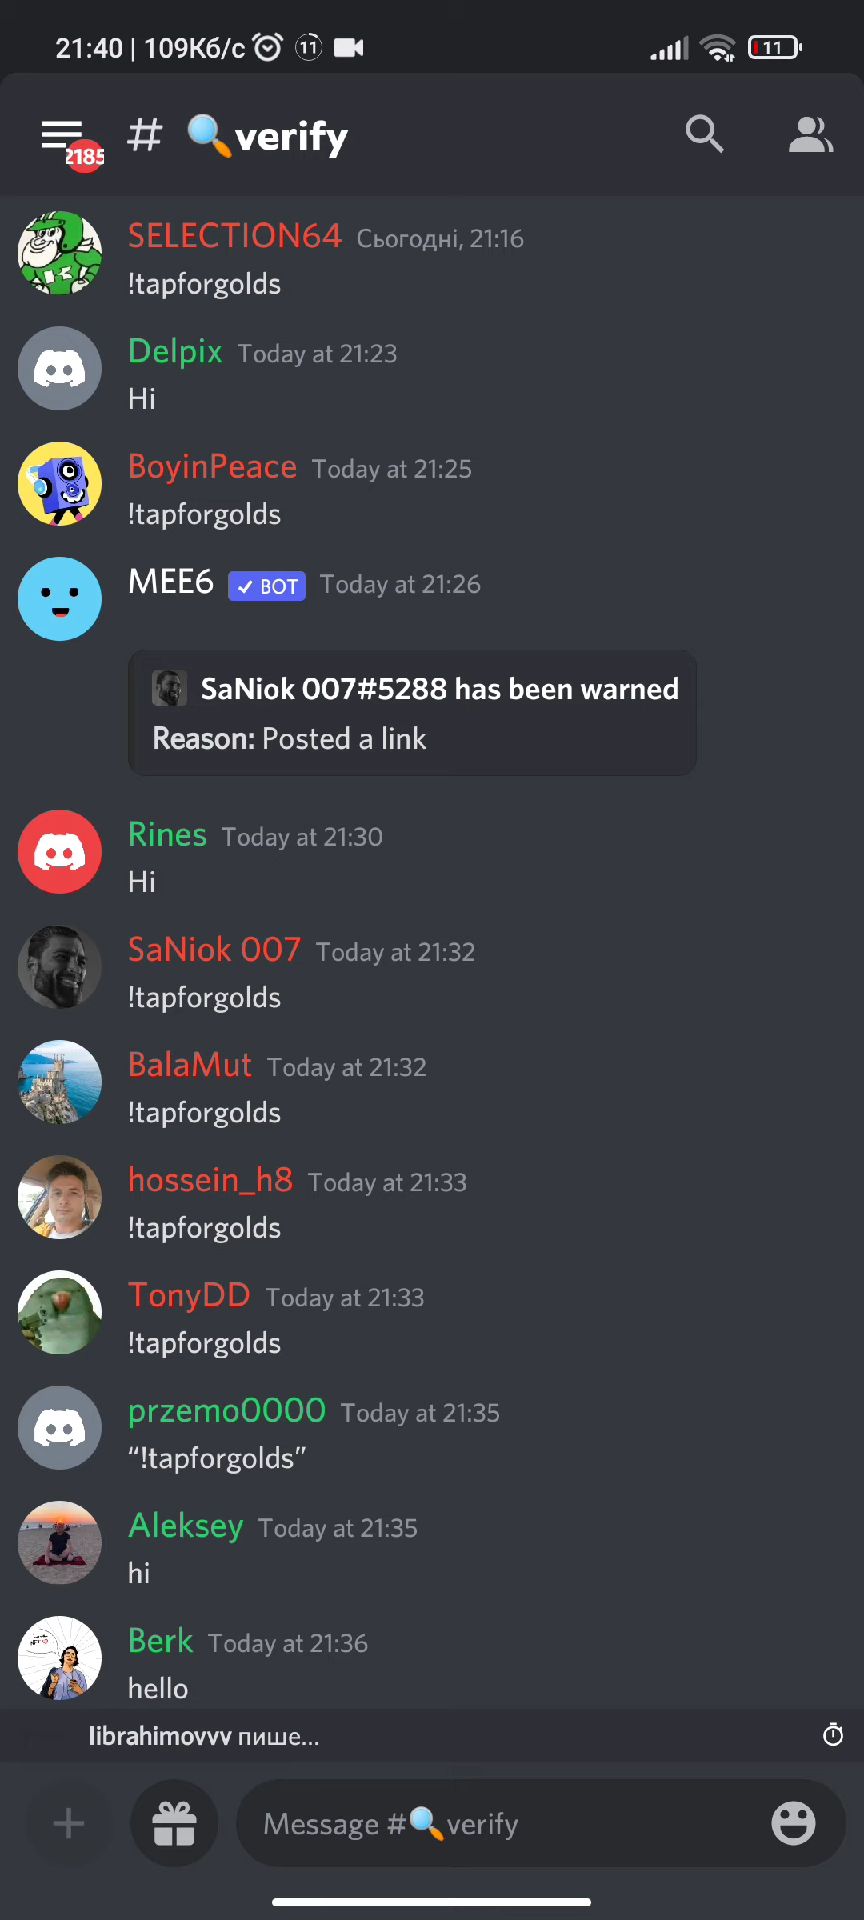 21:40 | 109Кб/с 11 11
2185 # 🔍verify
SELECTION64 Сьогодні, 21:16
!tapforgolds
Delpix Today at 21:23
Hi
BoyinPeace Today at 21:25
!tapforgolds
MEE6 ✓ BOT Today at 21:26
SaNiok 007#5288 has been warned
Reason: Posted a link
Rines Today at 21:30
Hi
SaNiok 007 Today at 21:32
!tapforgolds
BalaMut Today at 21:32
!tapforgolds
hossein_h8 Today at 21:33
!tapforgolds
TonyDD Today at 21:33
!tapforgolds
przemo0000 Today at 21:35
“!tapforgolds”
Aleksey Today at 21:35
hi
Berk Today at 21:36
hello
librahimovvv пише...
Message #🔍verify